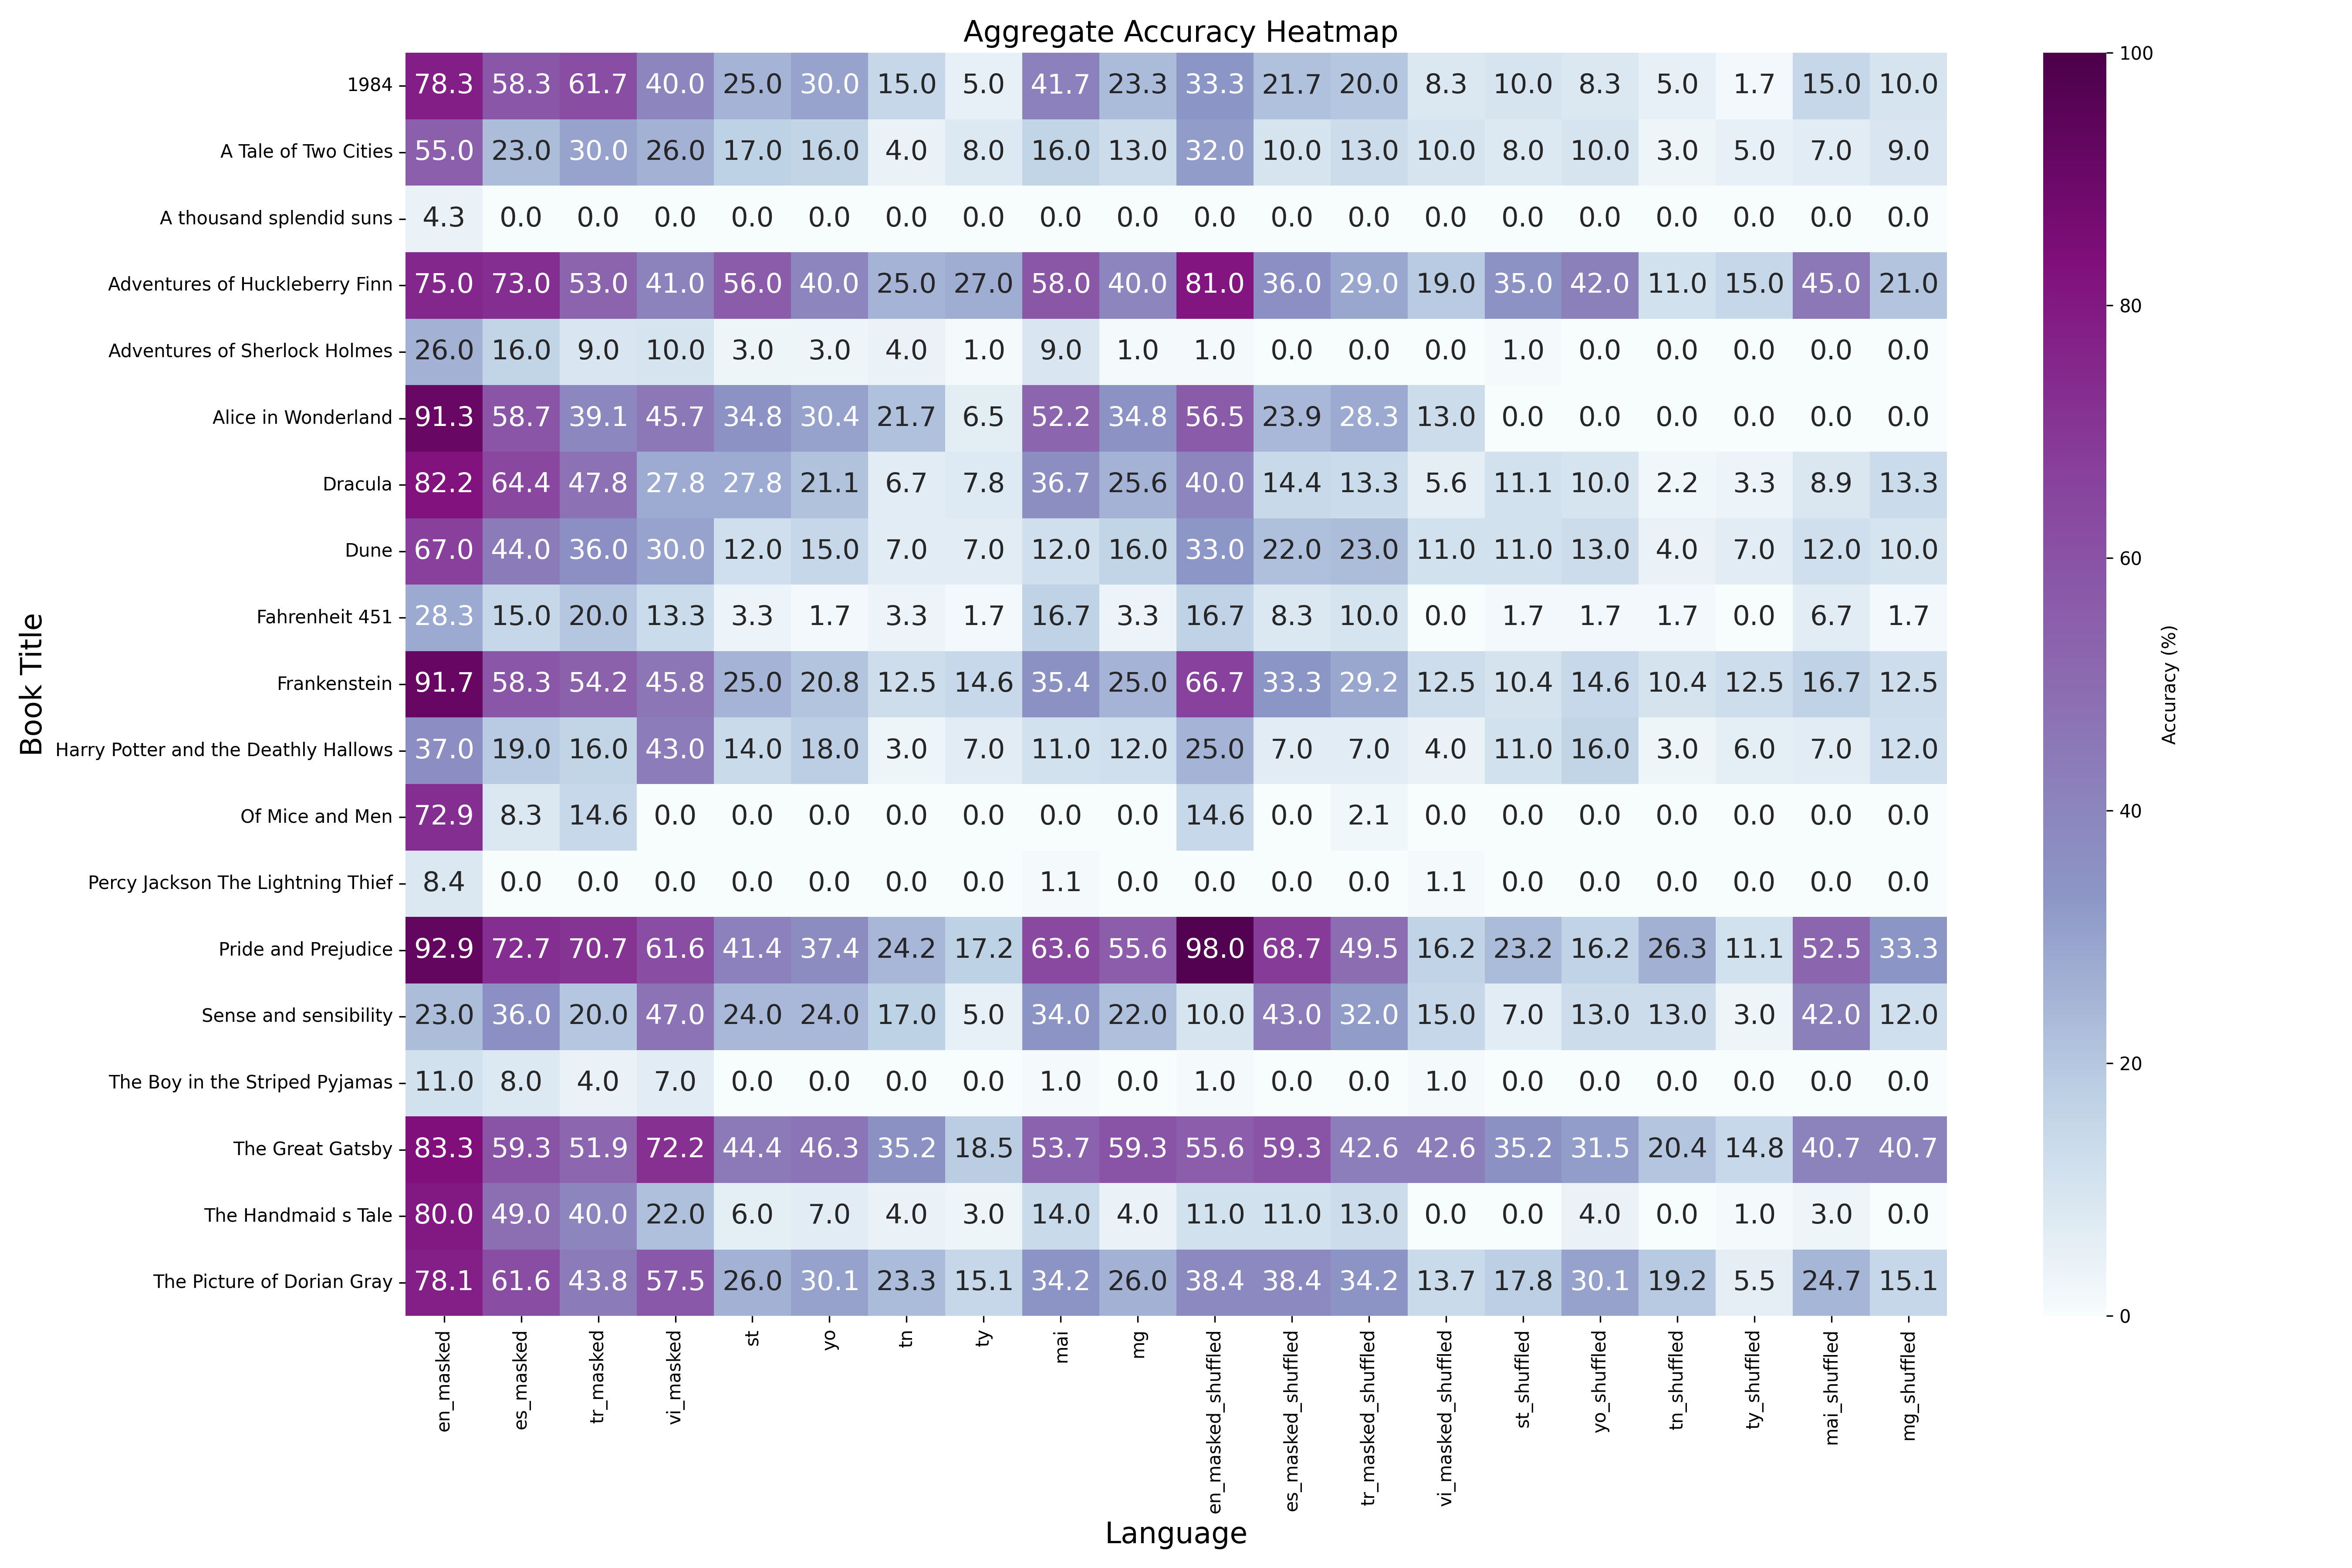 Aggregate Accuracy Heatmap
Book Title
1984 78.3 58.3 61.7 40.0 25.0 30.0 15.0 5.0 41.7 23.3 33.3 21.7 20.0 8.3 10.0 8.3 5.0 1.7 15.0 10.0
A Tale of Two Cities 55.0 23.0 30.0 26.0 17.0 16.0 4.0 8.0 16.0 13.0 32.0 10.0 13.0 10.0 8.0 10.0 3.0 5.0 7.0 9.0
A thousand splendid suns 4.3 0.0 0.0 0.0 0.0 0.0 0.0 0.0 0.0 0.0 0.0 0.0 0.0 0.0 0.0 0.0 0.0 0.0 0.0 0.0
Adventures of Huckleberry Finn 75.0 73.0 53.0 41.0 56.0 40.0 25.0 27.0 58.0 40.0 81.0 36.0 29.0 19.0 35.0 42.0 11.0 15.0 45.0 21.0
Adventures of Sherlock Holmes 26.0 16.0 9.0 10.0 3.0 3.0 4.0 1.0 9.0 1.0 1.0 0.0 0.0 0.0 1.0 0.0 0.0 0.0 0.0 0.0
Alice in Wonderland 91.3 58.7 39.1 45.7 34.8 30.4 21.7 6.5 52.2 34.8 56.5 23.9 28.3 13.0 0.0 0.0 0.0 0.0 0.0 0.0
Dracula 82.2 64.4 47.8 27.8 27.8 21.1 6.7 7.8 36.7 25.6 40.0 14.4 13.3 5.6 11.1 10.0 2.2 3.3 8.9 13.3
Dune 67.0 44.0 36.0 30.0 12.0 15.0 7.0 7.0 12.0 16.0 33.0 22.0 23.0 11.0 11.0 13.0 4.0 7.0 12.0 10.0
Fahrenheit 451 28.3 15.0 20.0 13.3 3.3 1.7 3.3 1.7 16.7 3.3 16.7 8.3 10.0 0.0 1.7 1.7 1.7 0.0 6.7 1.7
Frankenstein 91.7 58.3 54.2 45.8 25.0 20.8 12.5 14.6 35.4 25.0 66.7 33.3 29.2 12.5 10.4 14.6 10.4 12.5 16.7 12.5
Harry Potter and the Deathly Hallows 37.0 19.0 16.0 43.0 14.0 18.0 3.0 7.0 11.0 12.0 25.0 7.0 7.0 4.0 11.0 16.0 3.0 6.0 7.0 12.0
Of Mice and Men 72.9 8.3 14.6 0.0 0.0 0.0 0.0 0.0 0.0 0.0 14.6 0.0 2.1 0.0 0.0 0.0 0.0 0.0 0.0 0.0
Percy Jackson The Lightning Thief 8.4 0.0 0.0 0.0 0.0 0.0 0.0 0.0 1.1 0.0 0.0 0.0 0.0 1.1 0.0 0.0 0.0 0.0 0.0 0.0
Pride and Prejudice 92.9 72.7 70.7 61.6 41.4 37.4 24.2 17.2 63.6 55.6 98.0 68.7 49.5 16.2 23.2 16.2 26.3 11.1 52.5 33.3
Sense and sensibility 23.0 36.0 20.0 47.0 24.0 24.0 17.0 5.0 34.0 22.0 10.0 43.0 32.0 15.0 7.0 13.0 13.0 3.0 42.0 12.0
The Boy in the Striped Pyjamas 11.0 8.0 4.0 7.0 0.0 0.0 0.0 0.0 1.0 0.0 1.0 0.0 0.0 1.0 0.0 0.0 0.0 0.0 0.0 0.0
The Great Gatsby 83.3 59.3 51.9 72.2 44.4 46.3 35.2 18.5 53.7 59.3 55.6 59.3 42.6 42.6 35.2 31.5 20.4 14.8 40.7 40.7
The Handmaid s Tale 80.0 49.0 40.0 22.0 6.0 7.0 4.0 3.0 14.0 4.0 11.0 11.0 13.0 0.0 0.0 4.0 0.0 1.0 3.0 0.0
The Picture of Dorian Gray 78.1 61.6 43.8 57.5 26.0 30.1 23.3 15.1 34.2 26.0 38.4 38.4 34.2 13.7 17.8 30.1 19.2 5.5 24.7 15.1
en_masked es_masked tr_masked vi_masked st yo tn ty mai mg en_masked_shuffled es_masked_shuffled tr_masked_shuffled vi_masked_shuffled st_shuffled yo_shuffled tn_shuffled ty_shuffled mai_shuffled mg_shuffled
Language
100
80
60
40
20
0
Accuracy (%)